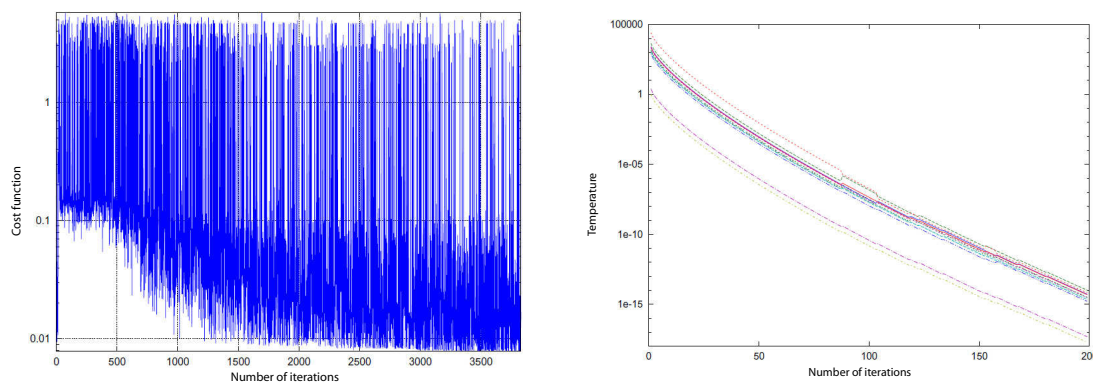 Cost function
1
0.1
0.01
0 500 1000 1500 2000 2500 3000 3500
Number of iterations
Temperature
100000
1
1e-05
1e-10
1e-15
0 50 100 150 20
Number of iterations